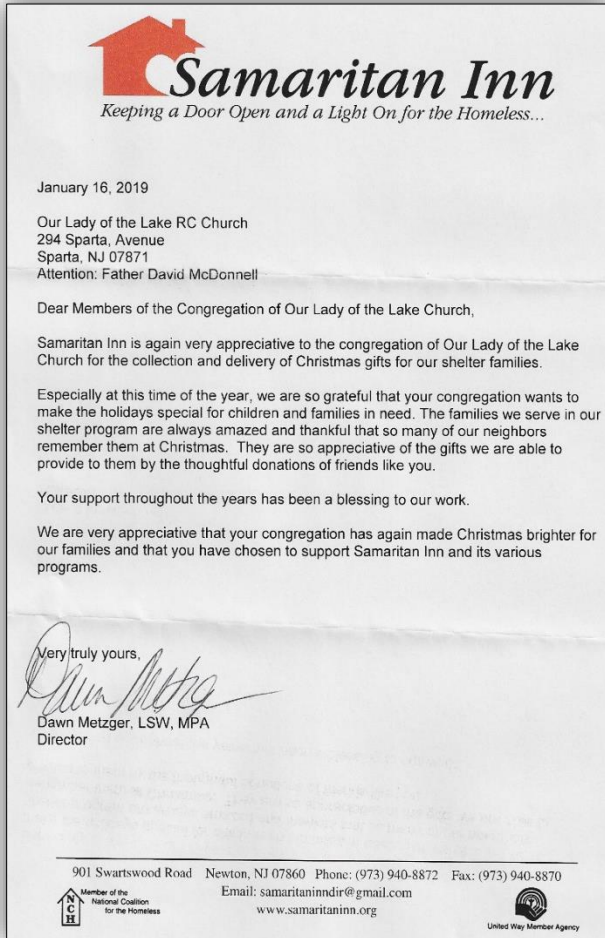 Samaritan Inn
Keeping a Door Open and a Light On for the Homeless...
January 16, 2019
Our Lady of the Lake RC Church
294 Sparta, Avenue
Sparta, NJ 07871
Attention: Father David McDonnell
Dear Members of the Congregation of Our Lady of the Lake Church,
Samaritan Inn is again very appreciative to the congregation of Our Lady of the Lake
Church for the collection and delivery of Christmas gifts for our shelter families.
Especially at this time of the year, we are so grateful that your congregation wants to
make the holidays special for children and families in need. The families we serve in our
shelter program are always amazed and thankful that so many of our neighbors
remember them at Christmas. They are so appreciative of the gifts we are able to
provide to them by the thoughtful donations of friends like you.
Your support throughout the years has been a blessing to our work.
We are very appreciative that your congregation has again made Christmas brighter for
our families and that you have chosen to support Samaritan Inn and its various
programs.
Very truly yours,
Dawn Metzger
Dawn Metzger, LSW, MPA
Director
901 Swartswood Road Newton, NJ 07860 Phone: (973) 940-8872 Fax: (973) 940-8870
Email: samaritaninndir@gmail.com
www.samaritaninn.org
NCH
Member of the
National Coalition
for the Homeless
United Way Member Agency